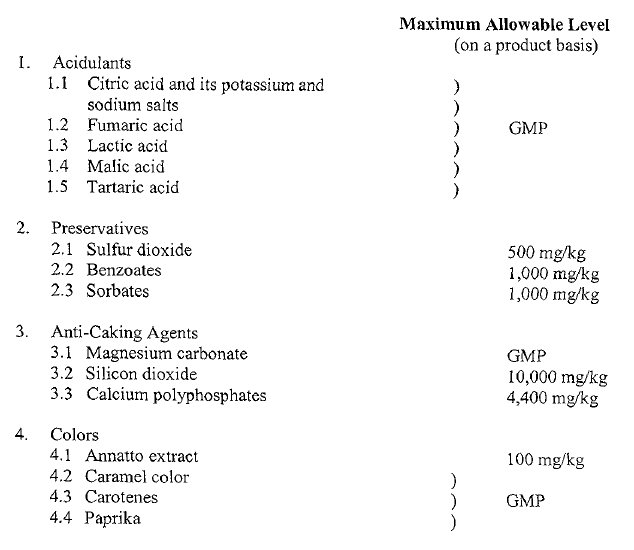 Maximum Allowable Level
(on a product basis)
1. Acidulants
1.1 Citric acid and its potassium and )
sodium salts )
1.2 Fumaric acid ) GMP
1.3 Lactic acid )
1.4 Malic acid )
1.5 Tartaric acid )
2. Preservatives
2.1 Sulfur dioxide 500 mg/kg
2.2 Benzoates 1,000 mg/kg
2.3 Sorbates 1,000 mg/kg
3. Anti-Caking Agents
3.1 Magnesium carbonate GMP
3.2 Silicon dioxide 10,000 mg/kg
3.3 Calcium polyphosphates 4,400 mg/kg
4. Colors
4.1 Annatto extract 100 mg/kg
4.2 Caramel color )
4.3 Carotenes ) GMP
4.4 Paprika )